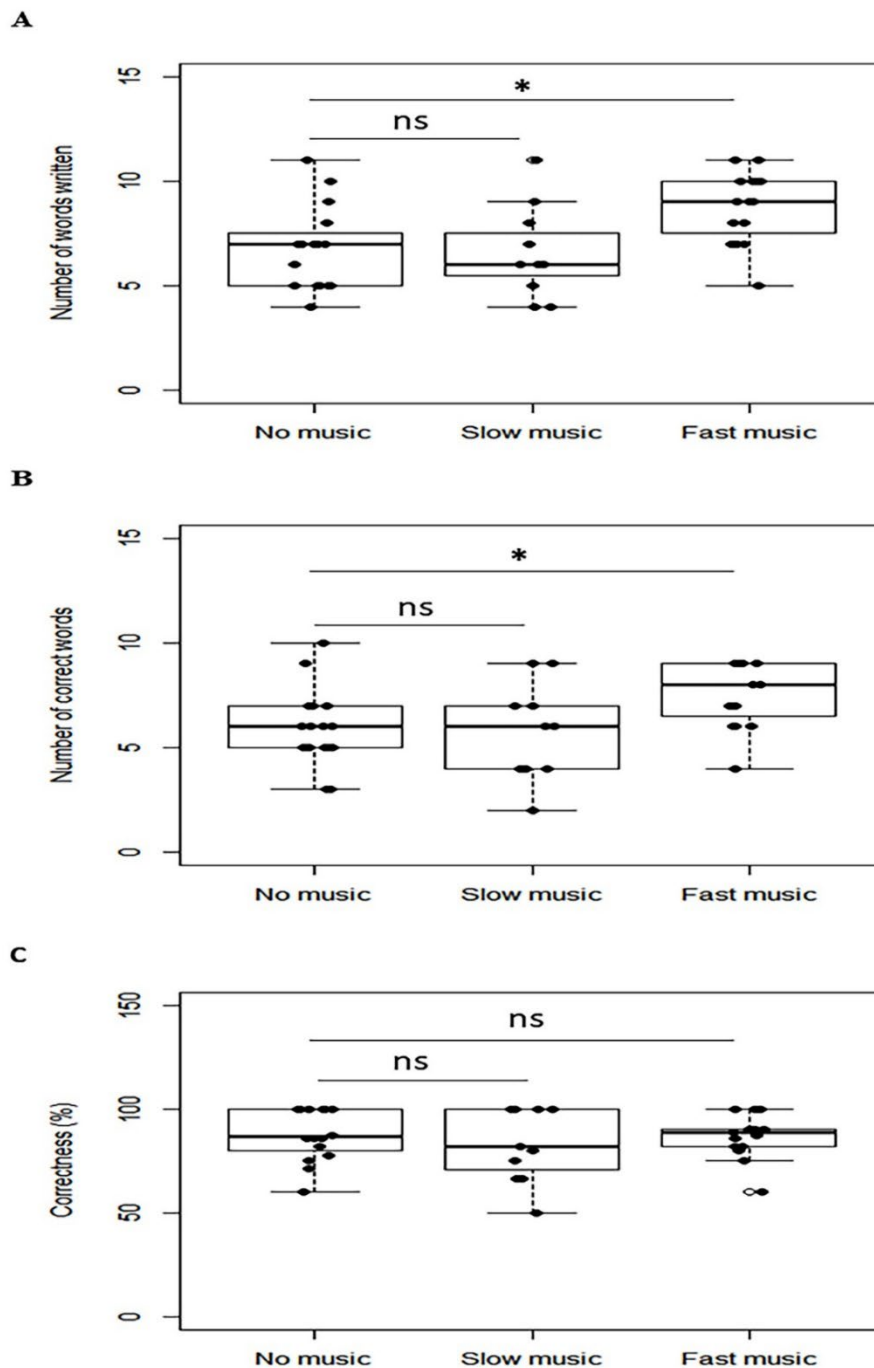 A
Number of words written
15
10
5
0
*
ns
No music Slow music Fast music
B
Number of correct words
15
10
5
0
*
ns
No music Slow music Fast music
C
Correctness (%)
150
100
50
0
ns
ns
No music Slow music Fast music